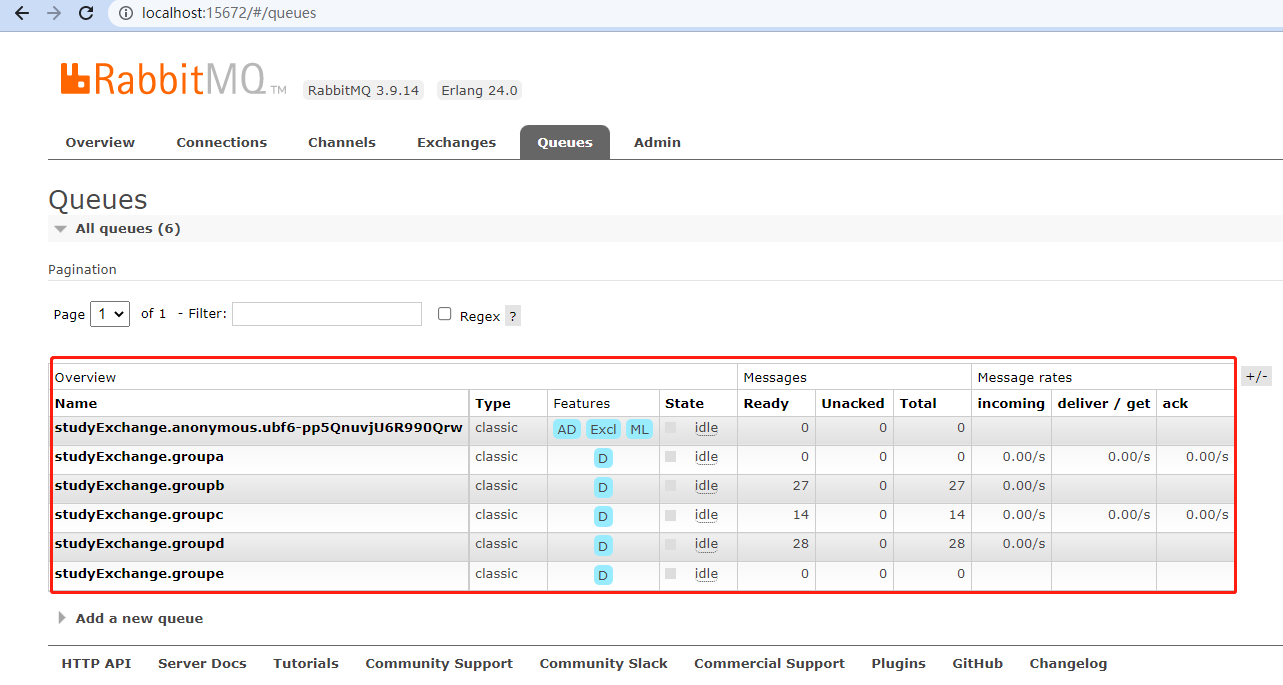 localhost:15672/#/queues
RabbitMQ TM RabbitMQ 3.9.14 Erlang 24.0
Overview Connections Channels Exchanges Queues Admin
Queues
All queues (6)
Pagination
Page 1 of 1 - Filter: Regex ?
Overview Messages Message rates +/-
Name Type Features State Ready Unacked Total incoming deliver / get ack
studyExchange.anonymous.ubf6-pp5QnuvjU6R990Qrw classic AD Excl ML idle 0 0 0
studyExchange.groupa classic D idle 0 0 0 0.00/s 0.00/s 0.00/s
studyExchange.groupb classic D idle 27 0 27 0.00/s
studyExchange.groupc classic D idle 14 0 14 0.00/s 0.00/s 0.00/s
studyExchange.groupd classic D idle 28 0 28 0.00/s
studyExchange.groupe classic D idle 0 0 0
Add a new queue
HTTP API Server Docs Tutorials Community Support Community Slack Commercial Support Plugins GitHub Changelog